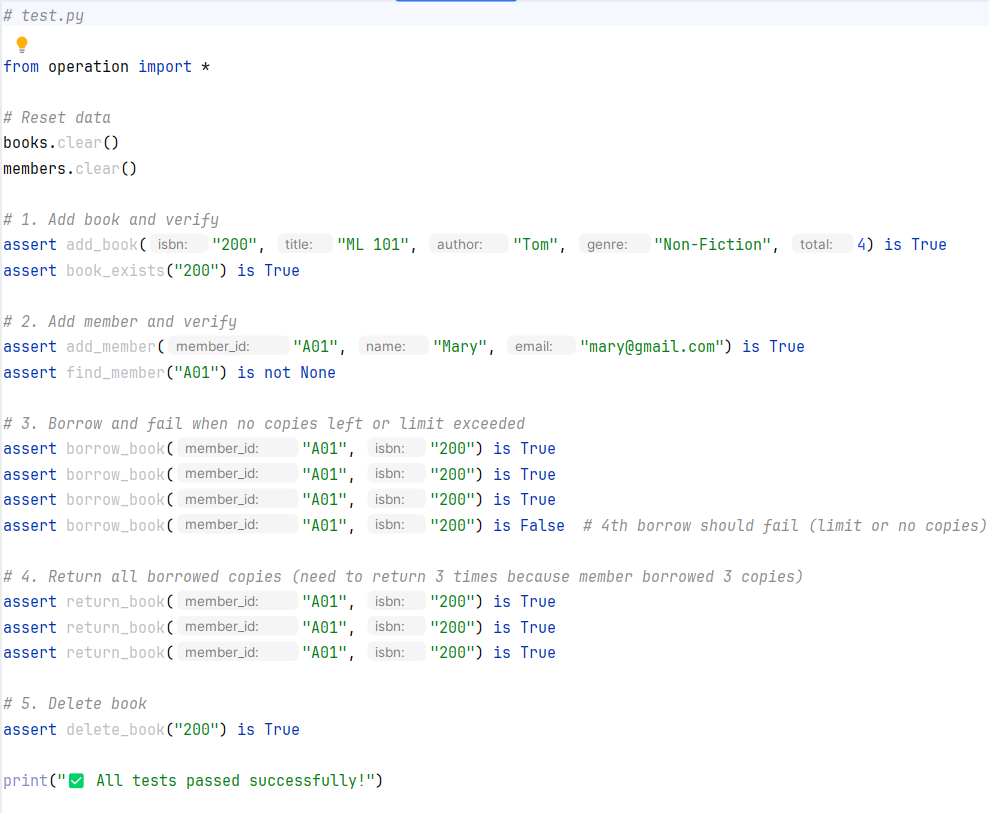 # test.py
from operation import *
# Reset data
books.clear()
members.clear()
# 1. Add book and verify
assert add_book( isbn: "200", title: "ML 101", author: "Tom", genre: "Non-Fiction", total: 4) is True
assert book_exists("200") is True
# 2. Add member and verify
assert add_member( member_id: "A01", name: "Mary", email: "mary@gmail.com") is True
assert find_member("A01") is not None
# 3. Borrow and fail when no copies left or limit exceeded
assert borrow_book( member_id: "A01", isbn: "200") is True
assert borrow_book( member_id: "A01", isbn: "200") is True
assert borrow_book( member_id: "A01", isbn: "200") is True
assert borrow_book( member_id: "A01", isbn: "200") is False  # 4th borrow should fail (limit or no copies)
# 4. Return all borrowed copies (need to return 3 times because member borrowed 3 copies)
assert return_book( member_id: "A01", isbn: "200") is True
assert return_book( member_id: "A01", isbn: "200") is True
assert return_book( member_id: "A01", isbn: "200") is True
# 5. Delete book
assert delete_book("200") is True
print("✅ All tests passed successfully!")